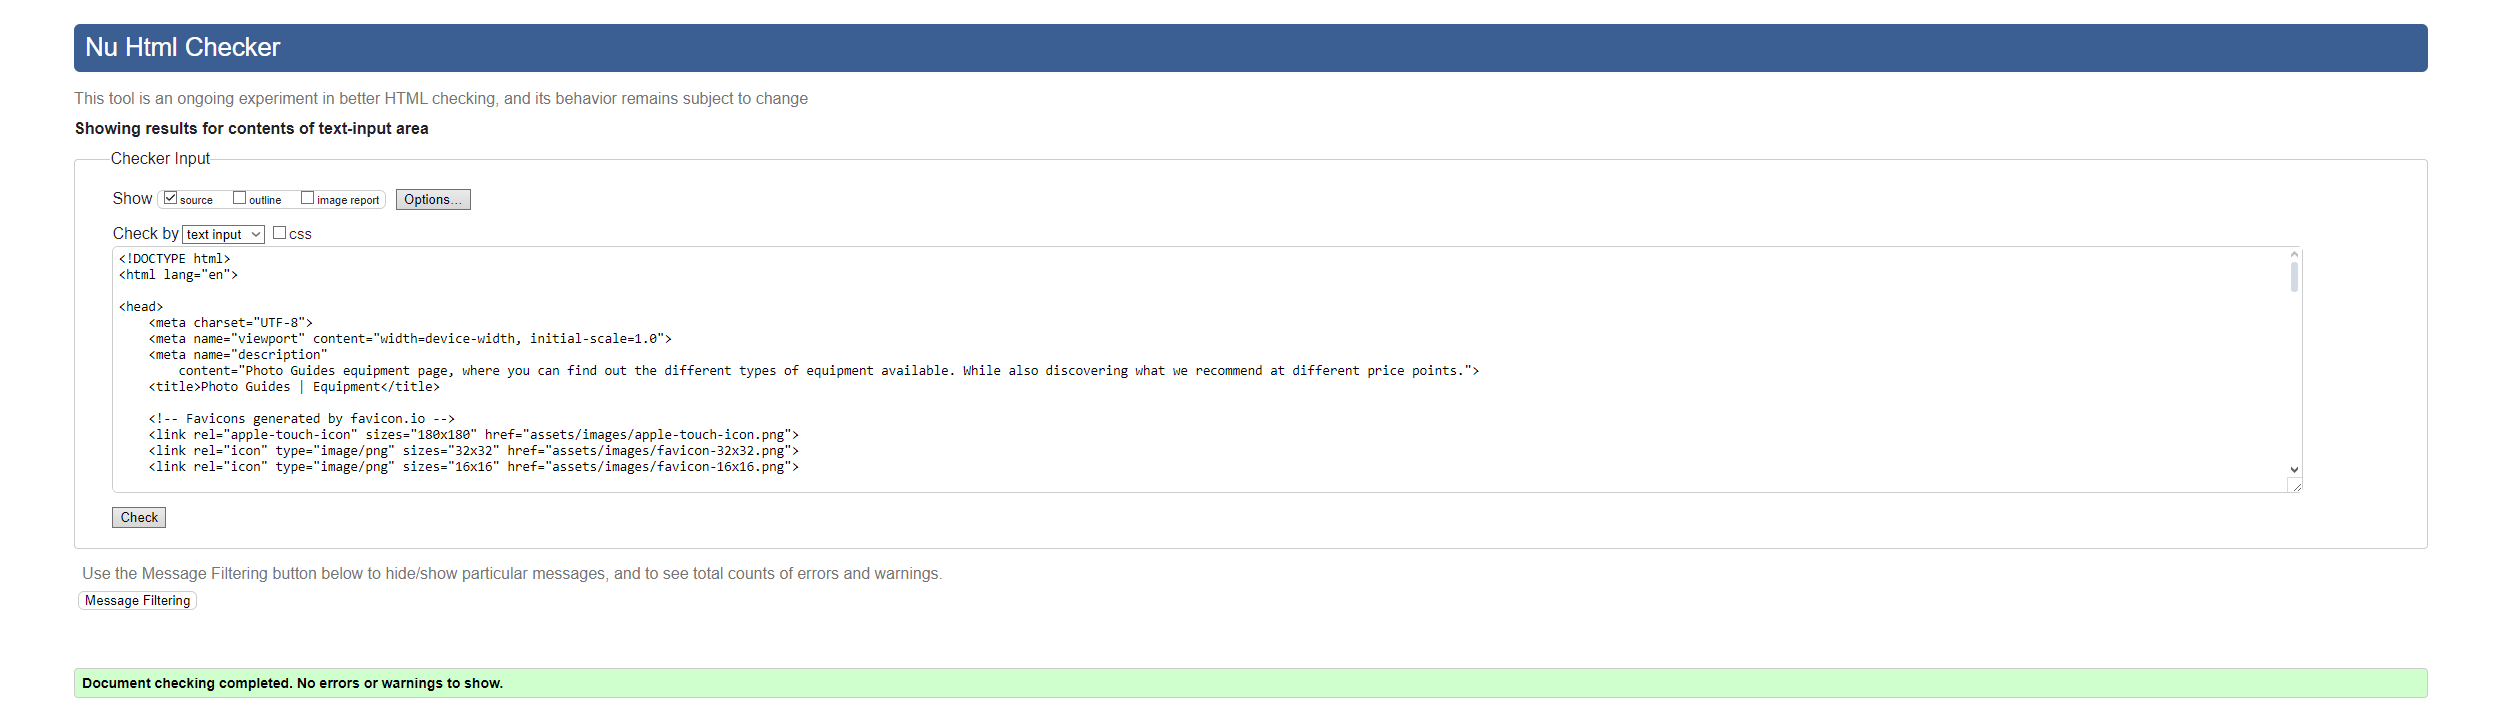 Nu Html Checker
This tool is an ongoing experiment in better HTML checking, and its behavior remains subject to change
Showing results for contents of text-input area
Checker Input
Show source outline image report Options...
Check by text input css
<!DOCTYPE html>
<html lang="en">
<head>
<meta charset="UTF-8">
<meta name="viewport" content="width=device-width, initial-scale=1.0">
<meta name="description"
content="Photo Guides equipment page, where you can find out the different types of equipment available. While also discovering what we recommend at different price points.">
<title>Photo Guides | Equipment</title>
<!-- Favicons generated by favicon.io -->
<link rel="apple-touch-icon" sizes="180x180" href="assets/images/apple-touch-icon.png">
<link rel="icon" type="image/png" sizes="32x32" href="assets/images/favicon-32x32.png">
<link rel="icon" type="image/png" sizes="16x16" href="assets/images/favicon-16x16.png">
Check
Use the Message Filtering button below to hide/show particular messages, and to see total counts of errors and warnings.
Message Filtering
Document checking completed. No errors or warnings to show.